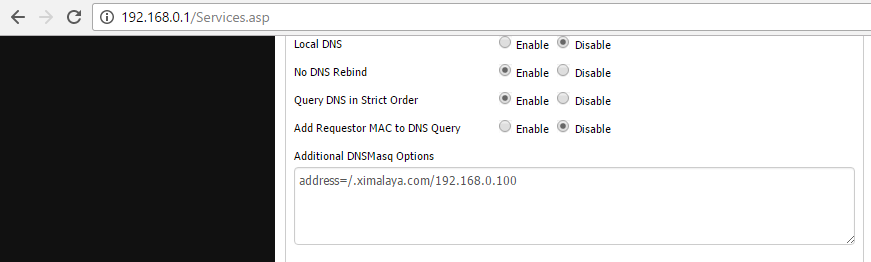 192.168.0.1/Services.asp
Local DNS Enable Disable
No DNS Rebind Enable Disable
Query DNS in Strict Order Enable Disable
Add Requestor MAC to DNS Query Enable Disable
Additional DNSMasq Options
address=/.ximalaya.com/192.168.0.100